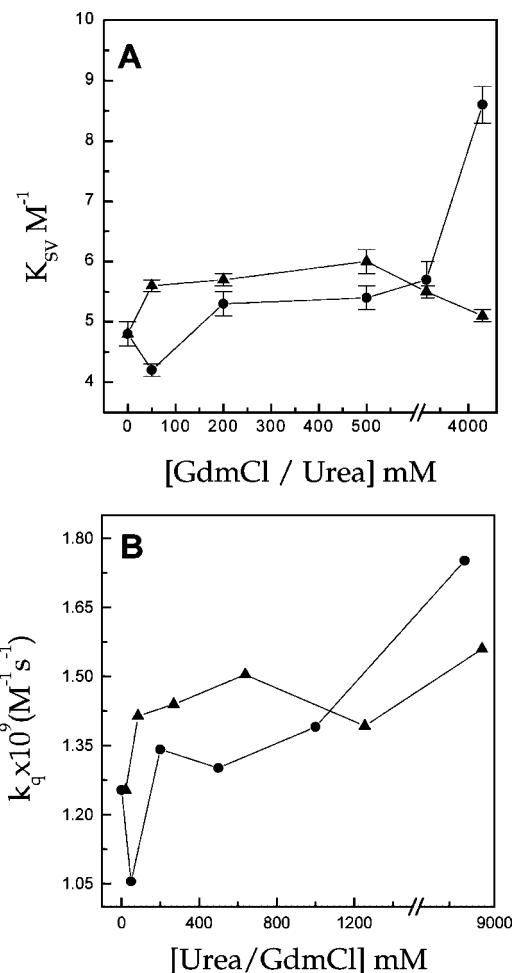 A
10
9
8
7
6
5
4
K_SV M^-1
0 100 200 300 400 500 4000
[GdmCl / Urea] mM
B
1.80
1.65
1.50
1.35
1.20
1.05
k_q x10^9 (M^-1 s^-1)
0 400 800 1200 9000
[Urea/GdmCl] mM